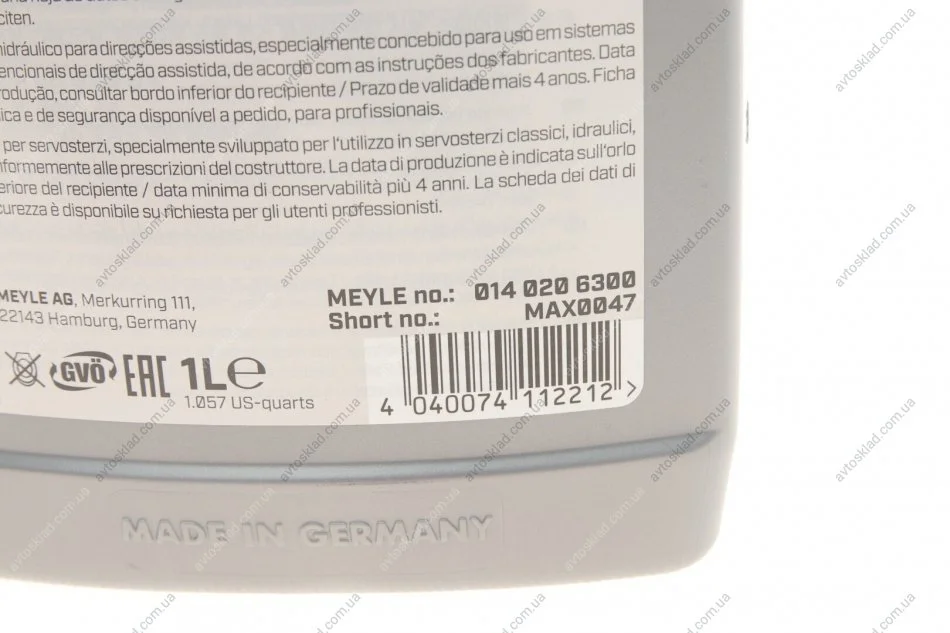 citen.
hidráulico para direcções assistidas, especialmente concebido para uso em sistemas
encionais de direcção assistida, de acordo com as instruções dos fabricantes. Data
rodução, consultar bordo inferior do recipiente / Prazo de validade mais 4 anos. Ficha
ica e de segurança disponível a pedido, para profissionais.
per servosterzi, specialmente sviluppato per l'utilizzo in servosterzi classici, idraulici,
nformemente alle prescrizioni del costruttore. La data di produzione è indicata sull'orlo
eriore del recipiente / data minima di conservabilità più 4 anni. La scheda dei dati di
curezza è disponibile su richiesta per gli utenti professionisti.
MEYLE AG, Merkurring 111,
22143 Hamburg, Germany
MEYLE no.: 014 020 6300
Short no.: MAX0047
GVÖ EAC 1L℮
1.057 US-quarts
4 040074 112212 >
MADE IN GERMANY
avtosklad.com.ua